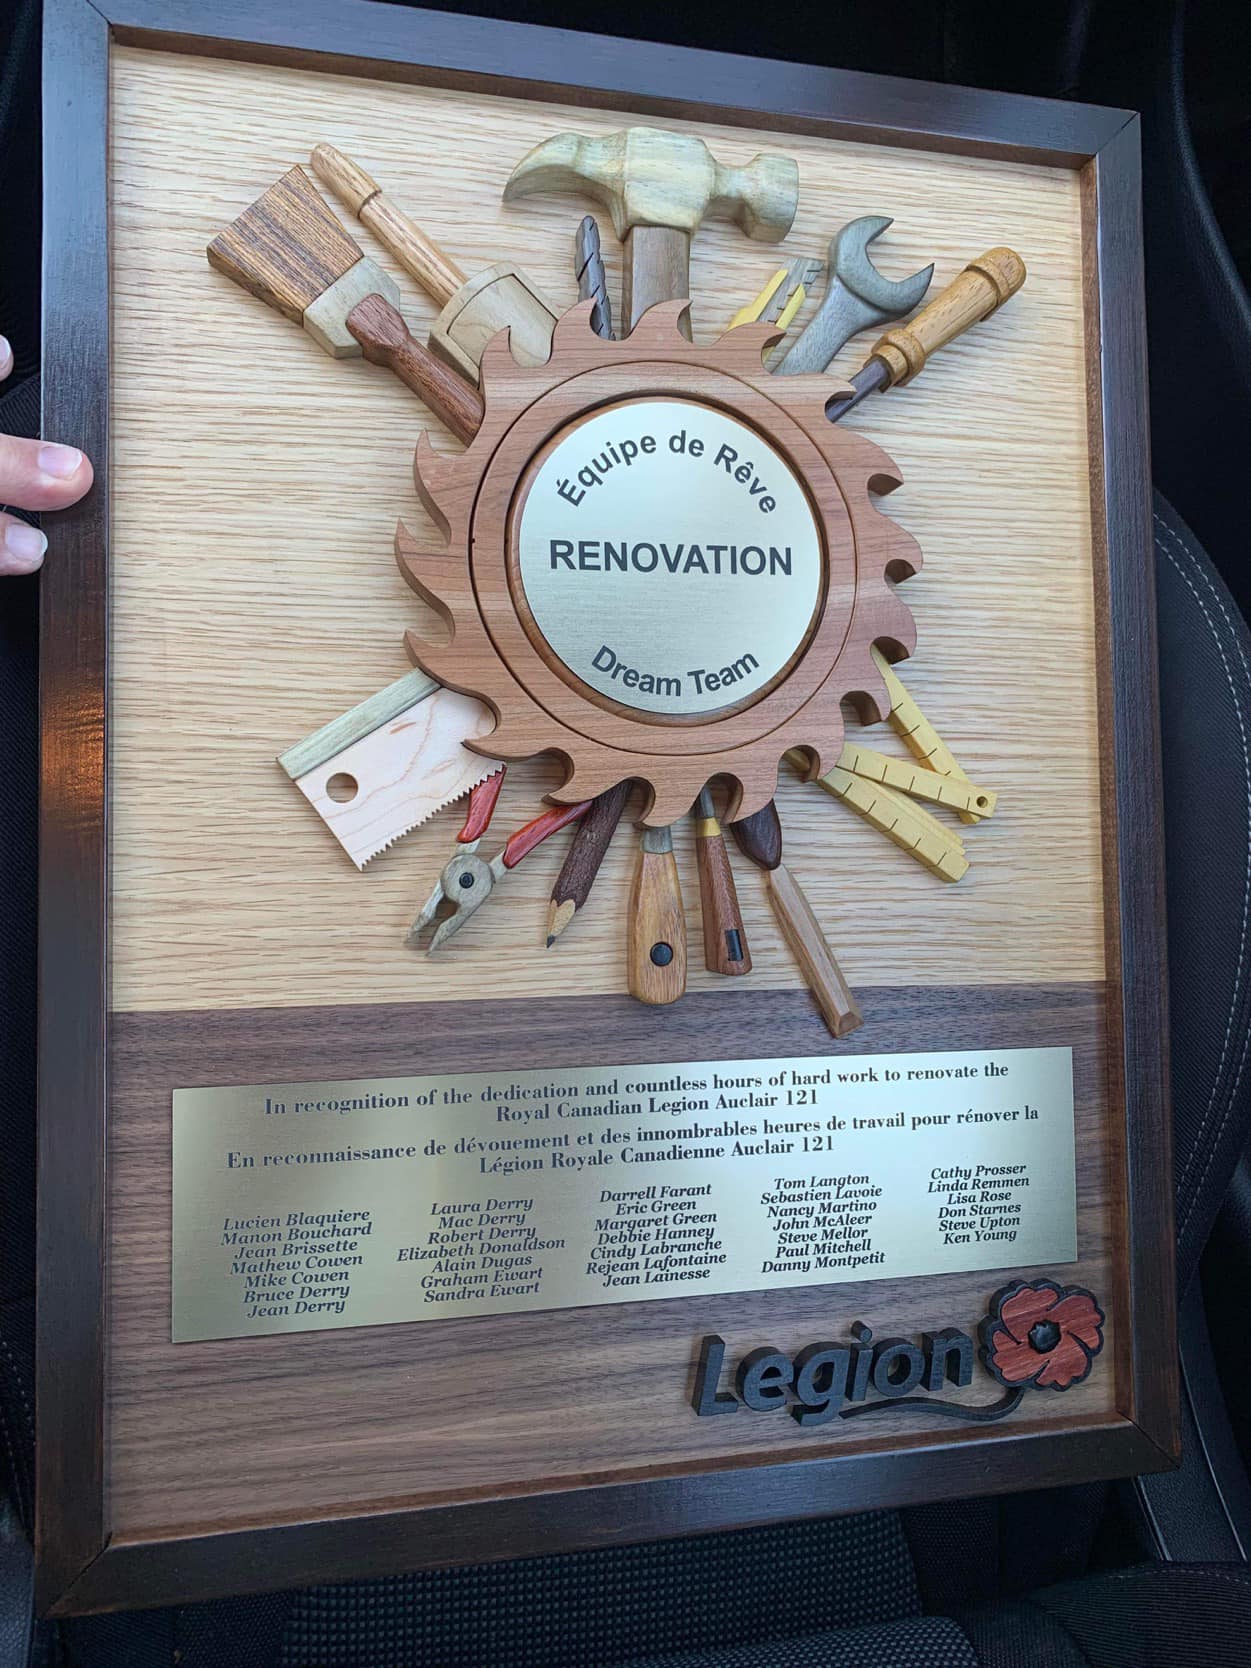 Équipe de Rêve
RENOVATION
Dream Team
In recognition of the dedication and countless hours of hard work to renovate the
Royal Canadian Legion Auclair 121
En reconnaissance de dévouement et des innombrables heures de travail pour rénover la
Légion Royale Canadienne Auclair 121
Lucien Blaquiere
Manon Bouchard
Jean Brissette
Mathew Cowen
Mike Cowen
Bruce Derry
Jean Derry
Laura Derry
Mac Derry
Robert Derry
Elizabeth Donaldson
Alain Dugas
Graham Ewart
Sandra Ewart
Darrell Farant
Eric Green
Margaret Green
Debbie Hanney
Cindy Labranche
Rejean Lafontaine
Jean Lainesse
Tom Langton
Sebastien Lavoie
Nancy Martino
John McAleer
Steve Mellor
Paul Mitchell
Danny Montpetit
Cathy Prosser
Linda Remmen
Lisa Rose
Don Starnes
Steve Upton
Ken Young
Legion